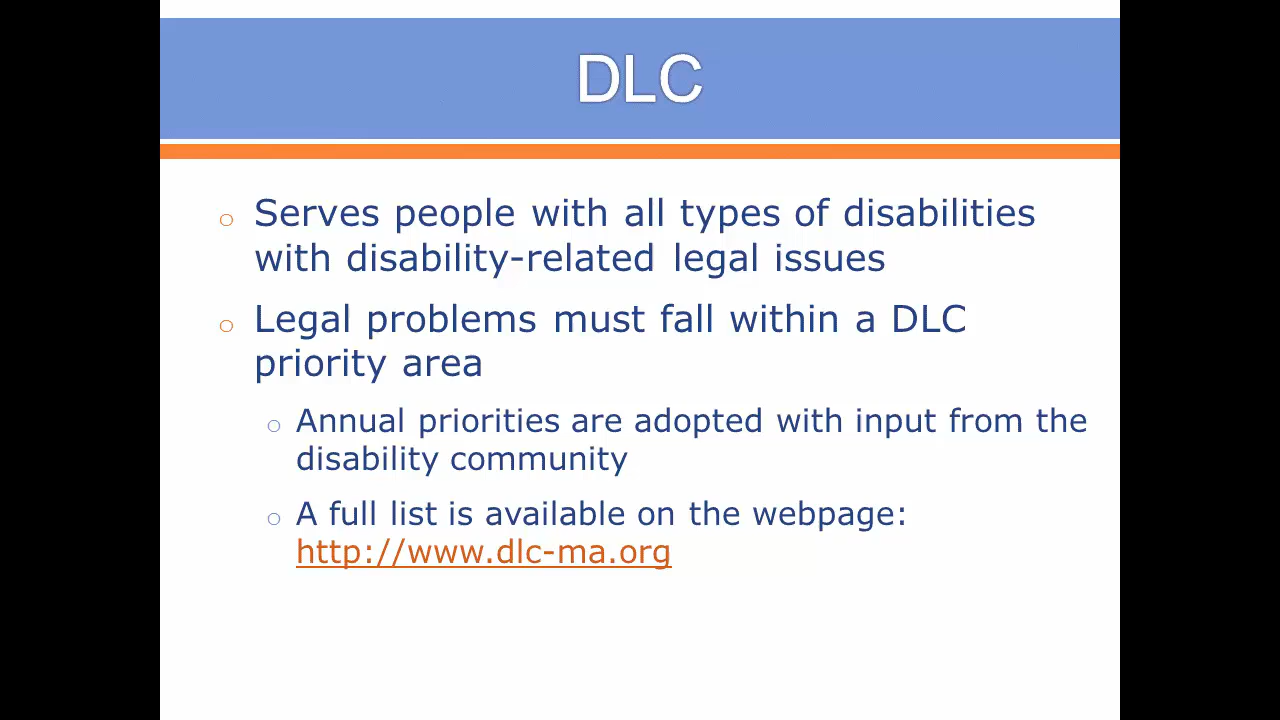 DLC
Serves people with all types of disabilities
with disability-related legal issues
Legal problems must fall within a DLC
priority area
Annual priorities are adopted with input from the
disability community
A full list is available on the webpage:
http://www.dlc-ma.org